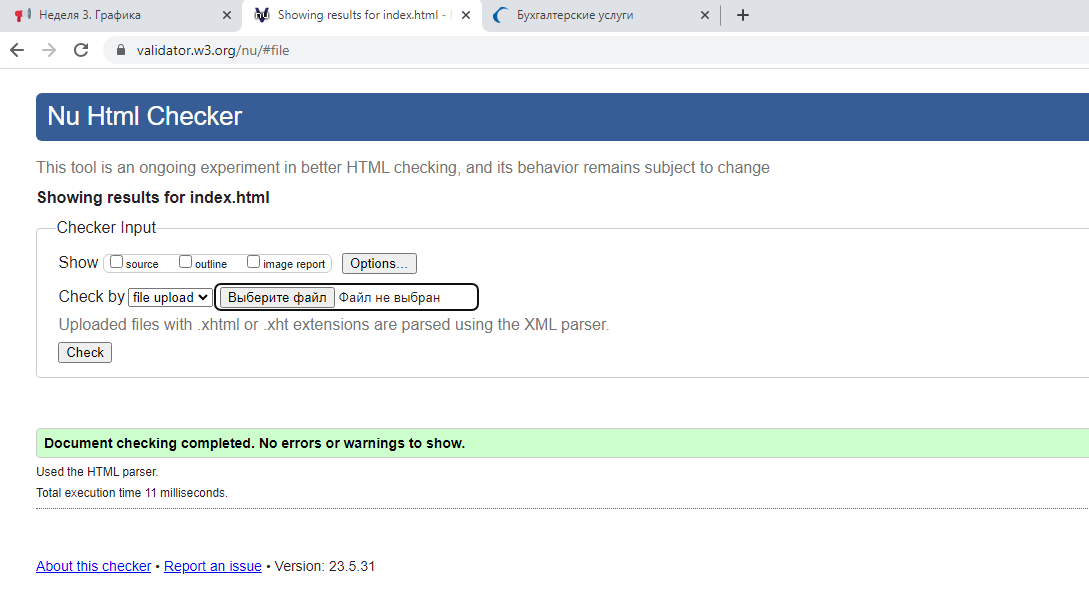 Неделя 3. Графика
Showing results for index.html -
Бухгалтерские услуги
validator.w3.org/nu/#file
Nu Html Checker
This tool is an ongoing experiment in better HTML checking, and its behavior remains subject to change
Showing results for index.html
Checker Input
Show source outline image report Options...
Check by file upload Выберите файл Файл не выбран
Uploaded files with .xhtml or .xht extensions are parsed using the XML parser.
Check
Document checking completed. No errors or warnings to show.
Used the HTML parser.
Total execution time 11 milliseconds.
About this checker • Report an issue • Version: 23.5.31